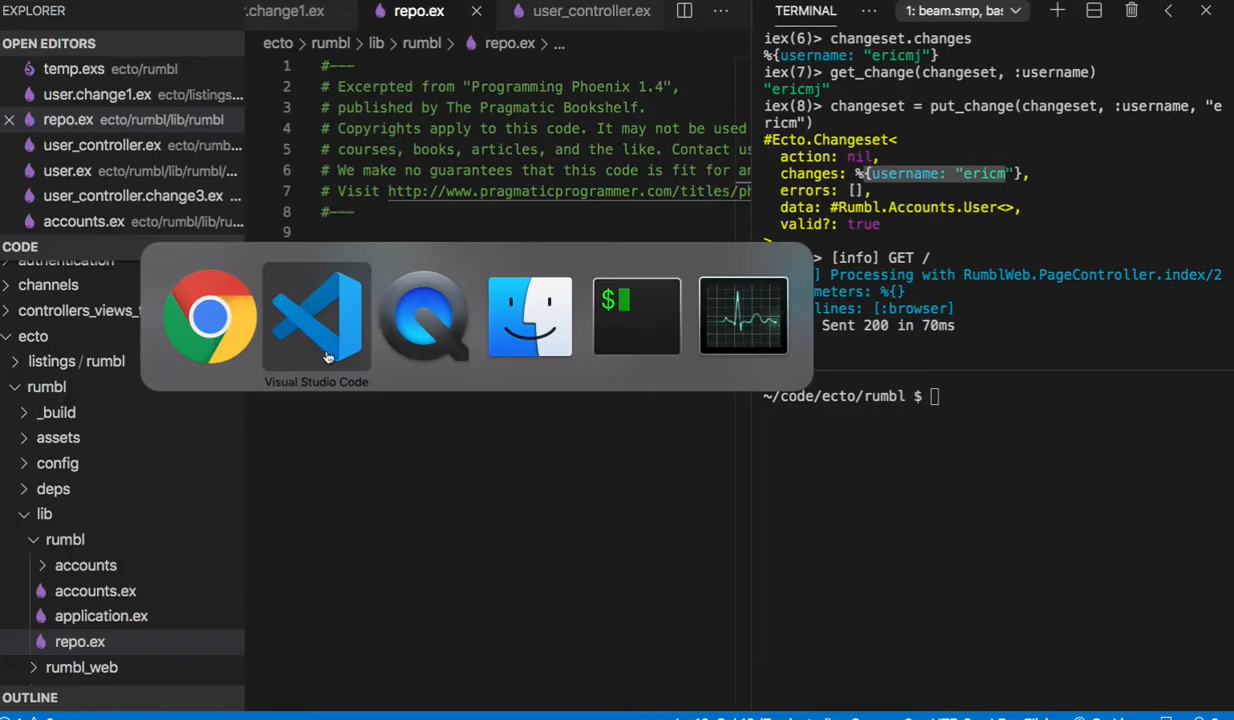 EXPLORER
OPEN EDITORS
temp.exs ecto/rumbl
user.change1.ex ecto/listings...
repo.ex ecto/rumbl/lib/rumbl
user_controller.ex ecto/rumb...
user.ex ecto/rumbl/lib/rumbl/...
user_controller.change3.ex ...
accounts.ex ecto/rumbl/lib/ru...
CODE
authentication
channels
controllers_views_
ecto
listings / rumbl
rumbl
_build
assets
config
deps
lib
rumbl
accounts
accounts.ex
application.ex
repo.ex
rumbl_web
OUTLINE
.change1.ex
repo.ex
user_controller.ex
ecto > rumbl > lib > rumbl > repo.ex > ...
1 #---
2 # Excerpted from "Programming Phoenix 1.4",
3 # published by The Pragmatic Bookshelf.
4 # Copyrights apply to this code. It may not be used
5 # courses, books, articles, and the like. Contact us
6 # We make no guarantees that this code is fit for an
7 # Visit http://www.pragmaticprogrammer.com/titles/ph
8 #---
9
Visual Studio Code
$
TERMINAL ... 1: beam.smp, bas
iex(6)> changeset.changes
%{username: "ericmj"}
iex(7)> get_change(changeset, :username)
"ericmj"
iex(8)> changeset = put_change(changeset, :username, "e
ricm")
#Ecto.Changeset<
action: nil,
changes: %{username: "ericm"},
errors: [],
data: #Rumbl.Accounts.User<>,
valid?: true
>
> [info] GET /
] Processing with RumblWeb.PageController.index/2
meters: %{}
lines: [:browser]
Sent 200 in 70ms
~/code/ecto/rumbl $